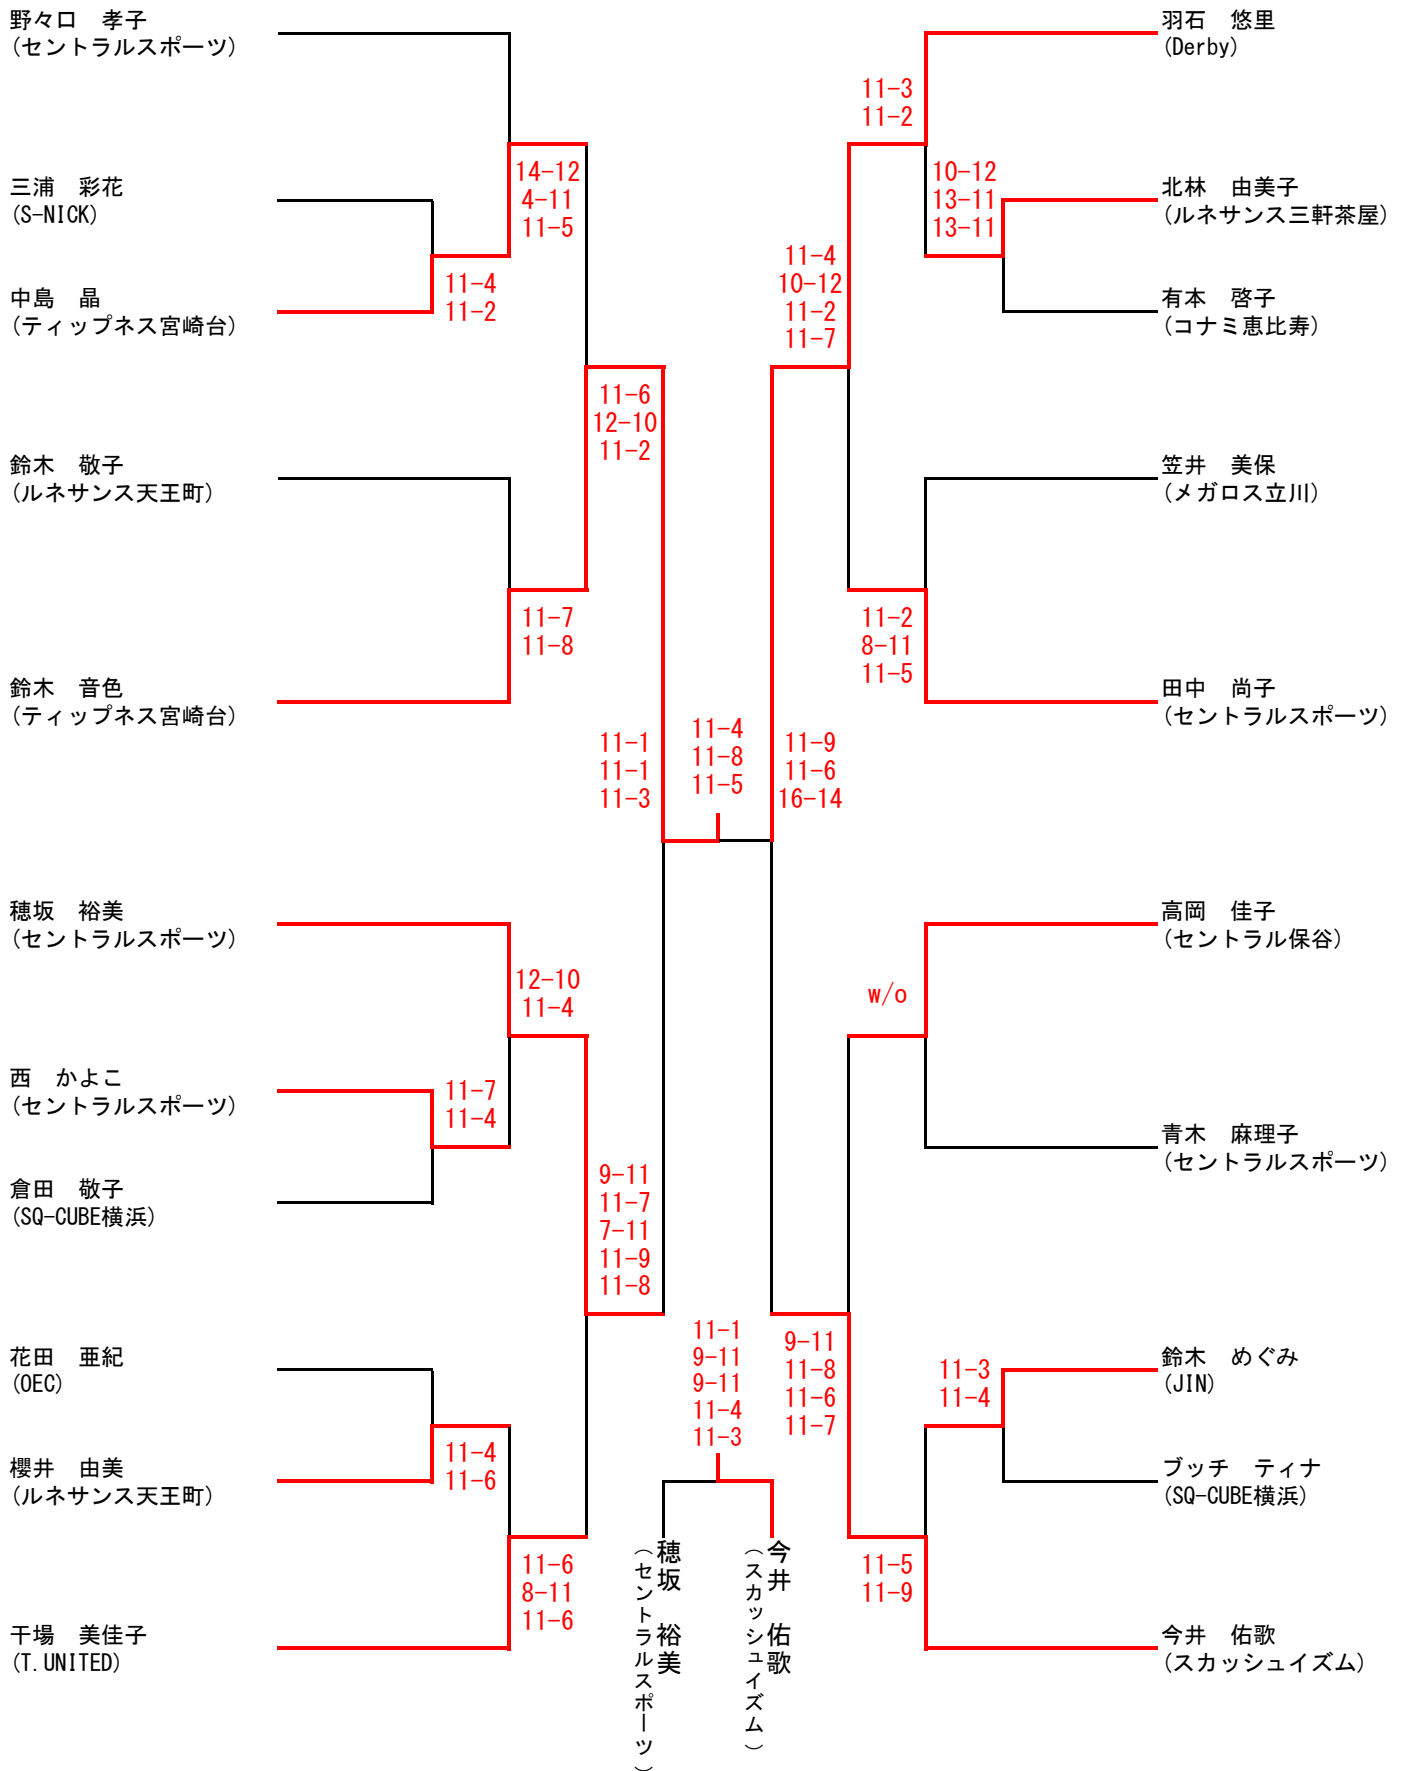 野々口　孝子
(セントラルスポーツ)
三浦　彩花
(S-NICK)
中島　晶
(ティップネス宮崎台)
鈴木　敬子
(ルネサンス天王町)
鈴木　音色
(ティップネス宮崎台)
穂坂　裕美
(セントラルスポーツ)
西　かよこ
(セントラルスポーツ)
倉田　敬子
(SQ-CUBE横浜)
花田　亜紀
(OEC)
櫻井　由美
(ルネサンス天王町)
干場　美佳子
(T.UNITED)
14-12
4-11
11-5
11-4
11-2
11-6
12-10
11-2
11-7
11-8
11-1
11-1
11-3
12-10
11-4
11-7
11-4
9-11
11-7
7-11
11-9
11-8
11-4
11-6
11-6
8-11
11-6
11-4
11-8
11-5
11-1
9-11
9-11
11-4
11-3
穂坂　裕美
(セントラルスポーツ)
今井　佑歌
(スカッシュイズム)
11-3
11-2
10-12
13-11
13-11
11-4
10-12
11-2
11-7
11-2
8-11
11-5
11-9
11-6
16-14
w/o
9-11
11-8
11-6
11-7
11-3
11-4
11-5
11-9
羽石　悠里
(Derby)
北林　由美子
(ルネサンス三軒茶屋)
有本　啓子
(コナミ恵比寿)
笠井　美保
(メガロス立川)
田中　尚子
(セントラルスポーツ)
高岡　佳子
(セントラル保谷)
青木　麻理子
(セントラルスポーツ)
鈴木　めぐみ
(JIN)
ブッチ　ティナ
(SQ-CUBE横浜)
今井　佑歌
(スカッシュイズム)